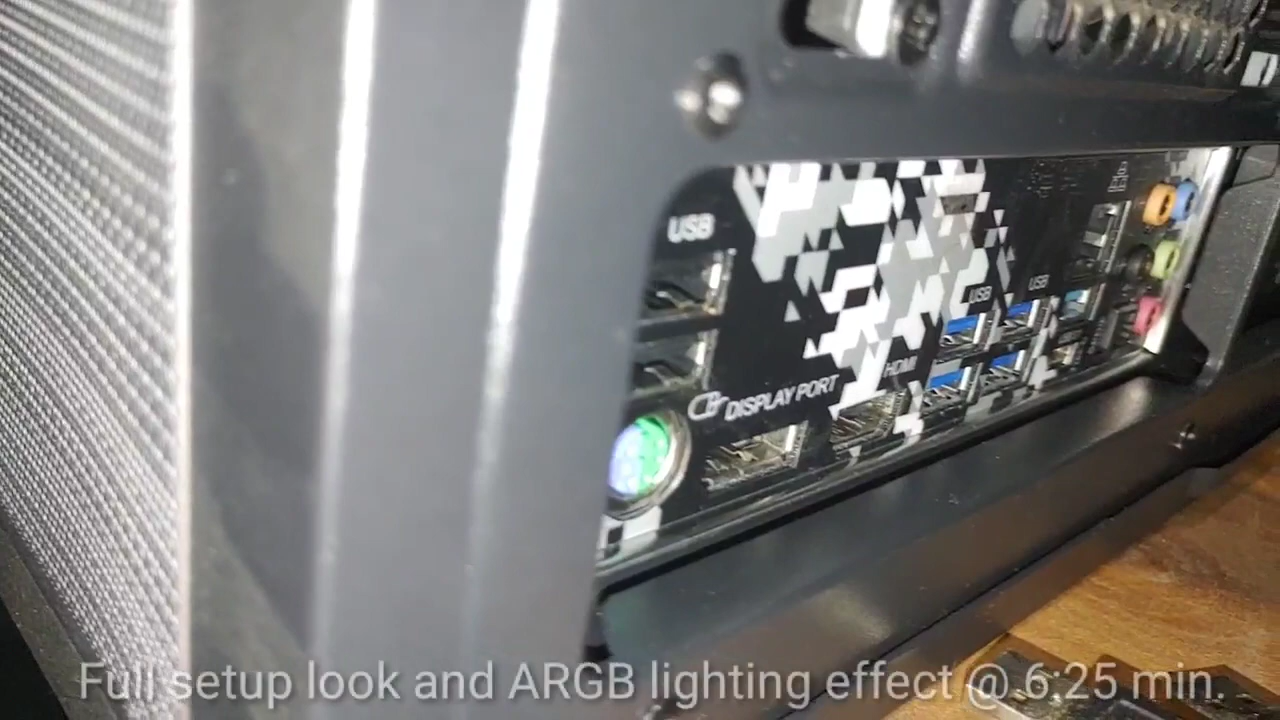 USB
USB
USB
HDMI
DISPLAY PORT
Full setup look and ARGB lighting effect @ 6:25 min.